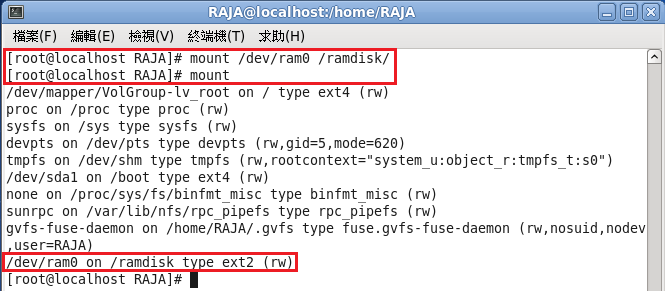 RAJA@localhost:/home/RAJA
檔案(F) 編輯(E) 檢視(V) 終端機(T) 求助(H)
[root@localhost RAJA]# mount /dev/ram0 /ramdisk/
[root@localhost RAJA]# mount
/dev/mapper/VolGroup-lv_root on / type ext4 (rw)
proc on /proc type proc (rw)
sysfs on /sys type sysfs (rw)
devpts on /dev/pts type devpts (rw,gid=5,mode=620)
tmpfs on /dev/shm type tmpfs (rw,rootcontext="system_u:object_r:tmpfs_t:s0")
/dev/sda1 on /boot type ext4 (rw)
none on /proc/sys/fs/binfmt_misc type binfmt_misc (rw)
sunrpc on /var/lib/nfs/rpc_pipefs type rpc_pipefs (rw)
gvfs-fuse-daemon on /home/RAJA/.gvfs type fuse.gvfs-fuse-daemon (rw,nosuid,nodev
,user=RAJA)
/dev/ram0 on /ramdisk type ext2 (rw)
[root@localhost RAJA]#